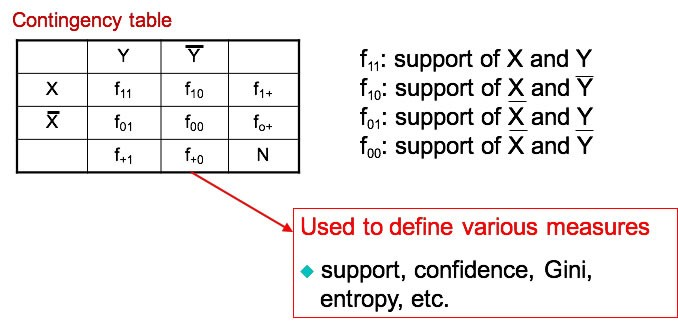 Contingency table
Y Y̅
X f₁₁ f₁₀ f₁₊
X̅ f₀₁ f₀₀ fₒ₊
f₊₁ f₊₀ N
f₁₁: support of X and Y
f₁₀: support of X and Y̅
f₀₁: support of X̅ and Y
f₀₀: support of X̅ and Y̅
Used to define various measures
◆ support, confidence, Gini,
entropy, etc.